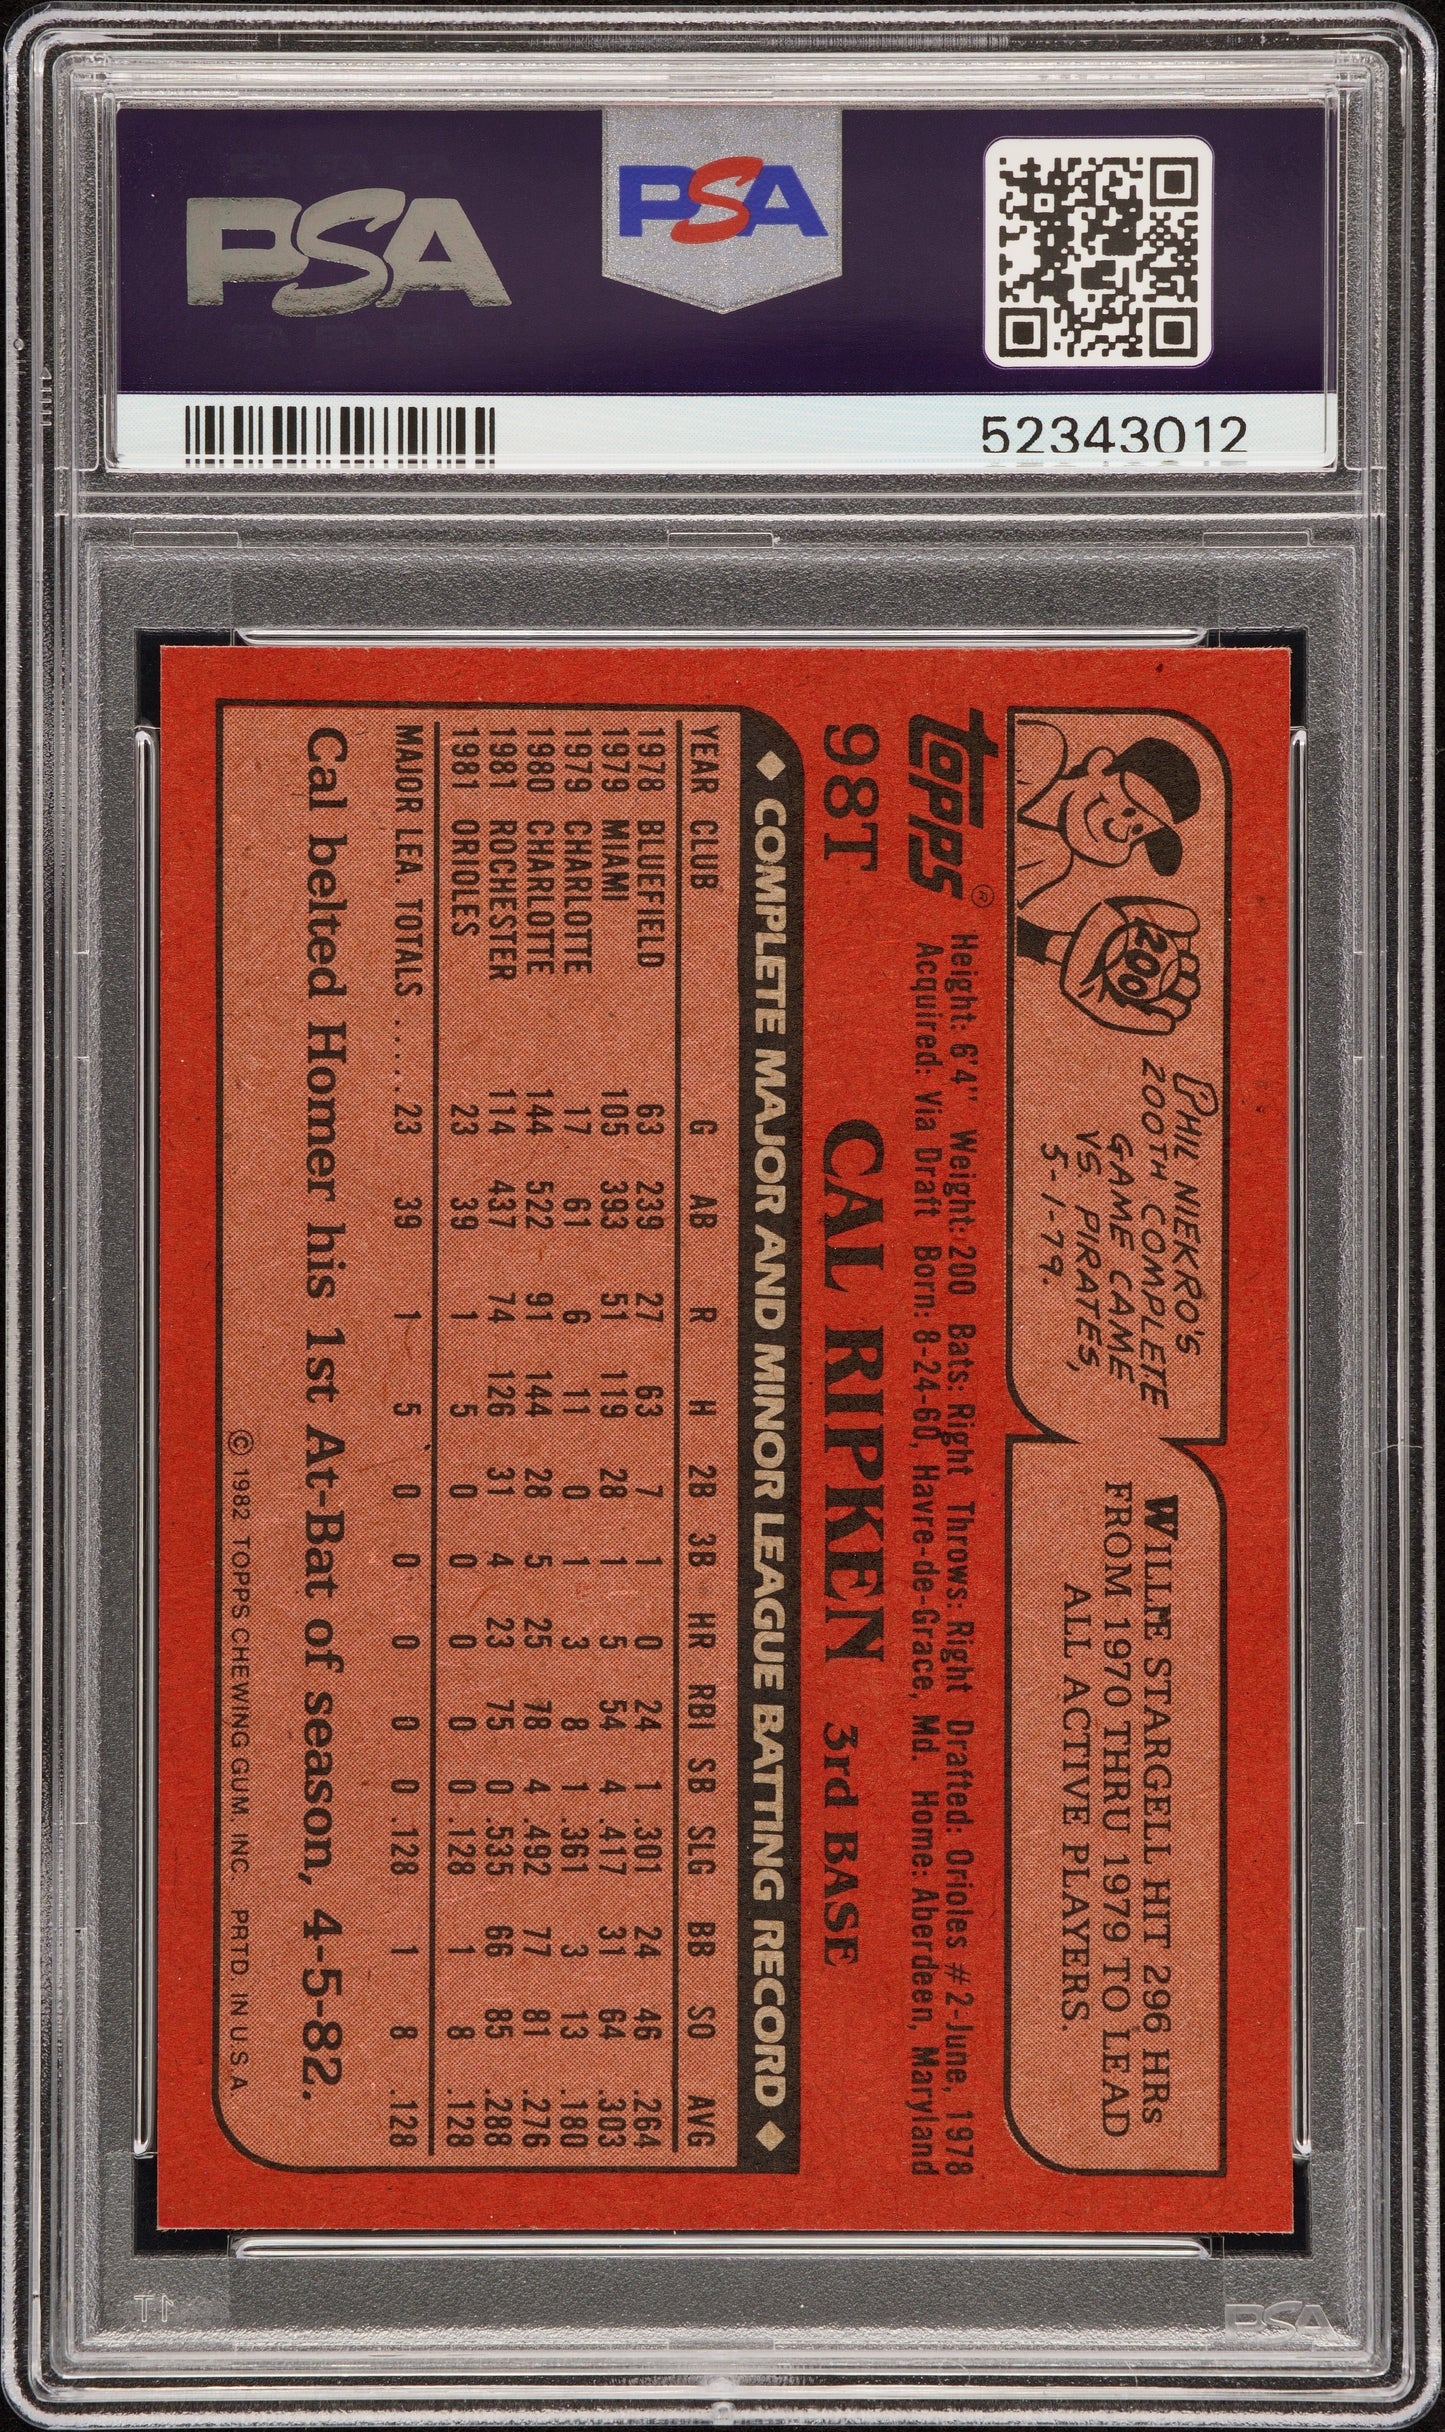 PSA
PSA
52343012
PHIL NIEKRO'S
200TH COMPLETE
GAME CAME
VS. PIRATES,
5-1-79.
WILLIE STARGELL HIT 296 HRs
FROM 1970 THRU 1979 TO LEAD
ALL ACTIVE PLAYERS.
200
Topps ®
Height: 6'4" Weight: 200 Bats: Right Throws: Right Drafted: Orioles #2-June, 1978
Acquired: Via Draft Born: 8-24-60, Havre-de-Grace, Md. Home: Aberdeen, Maryland
98T CAL RIPKEN 3rd BASE
COMPLETE MAJOR AND MINOR LEAGUE BATTING RECORD
YEAR CLUB G AB R H 2B 3B HR RBI SB SLG BB SO AVG
1978 BLUEFIELD 63 239 27 63 7 1 0 24 1 .301 24 46 .264
1979 MIAMI 105 393 51 119 28 1 5 54 4 .417 31 64 .303
1979 CHARLOTTE 17 61 6 11 0 1 3 8 1 .361 3 13 .180
1980 CHARLOTTE 144 522 91 144 28 5 25 78 4 .492 77 81 .276
1981 ROCHESTER 114 437 74 126 31 4 23 75 0 .535 66 85 .288
1981 ORIOLES 23 39 1 5 0 0 0 0 0 .128 1 8 .128
MAJOR LEA. TOTALS ..... 23 39 1 5 0 0 0 0 0 .128 1 8 .128
Cal belted Homer his 1st At-Bat of season, 4-5-82.
© 1982 TOPPS CHEWING GUM, INC. PRTD. IN U.S.A.
PSA